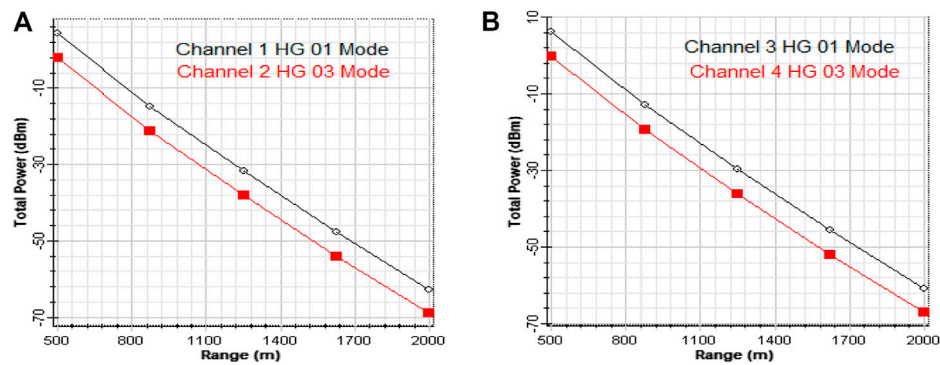 A
Channel 1 HG 01 Mode
Channel 2 HG 03 Mode
Total Power (dBm)
-10
-30
-50
-70
500 800 1100 1400 1700 2000
Range (m)
B
Channel 3 HG 01 Mode
Channel 4 HG 03 Mode
Total Power (dBm)
10
-10
-30
-50
-70
500 800 1100 1400 1700 2000
Range (m)